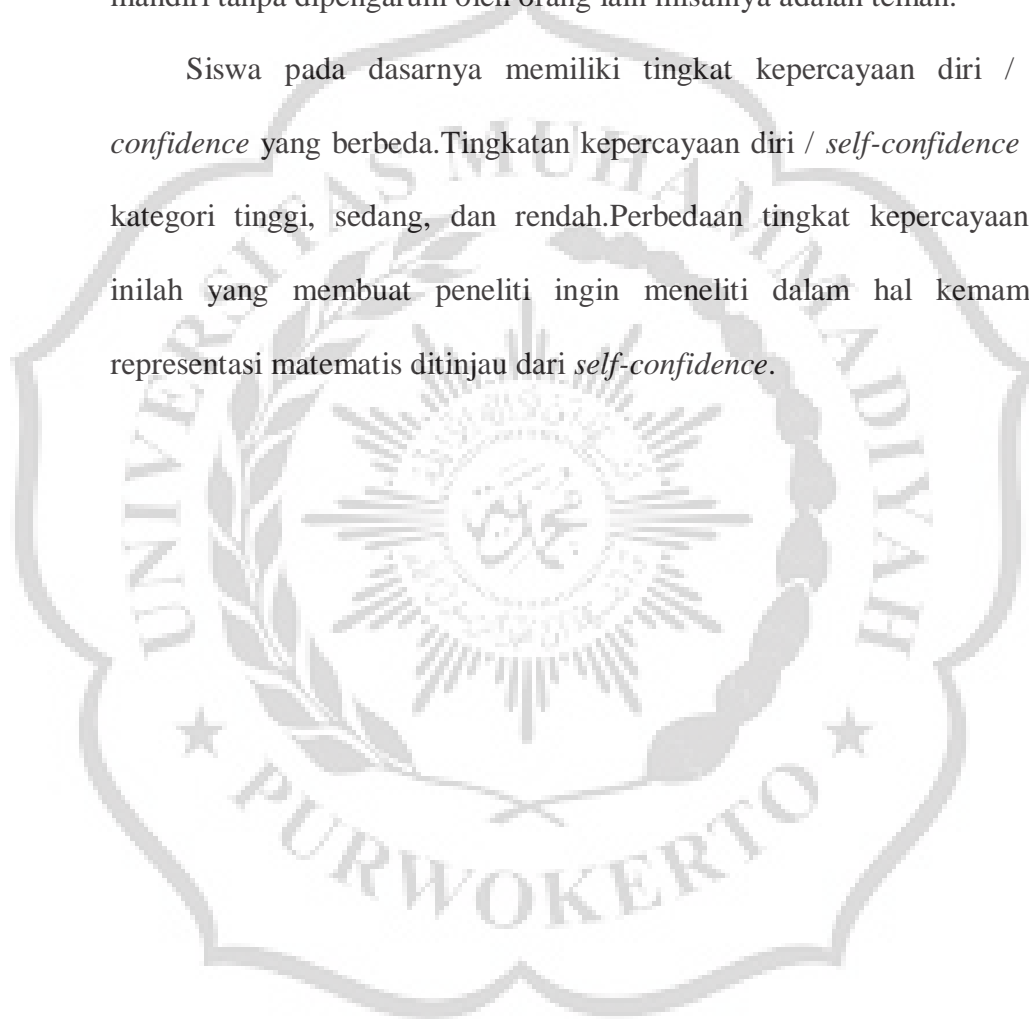 mandiri tanpa dipengaruhi oleh orang lain misalnya adalah teman.
Siswa pada dasarnya memiliki tingkat kepercayaan diri /
confidence yang berbeda.Tingkatan kepercayaan diri / self-confidence
kategori tinggi, sedang, dan rendah.Perbedaan tingkat kepercayaan
inilah yang membuat peneliti ingin meneliti dalam hal kemam
representasi matematis ditinjau dari self-confidence.
UNIVERSITAS MUHAMMADIYAH
★ PURWOKERTO ★